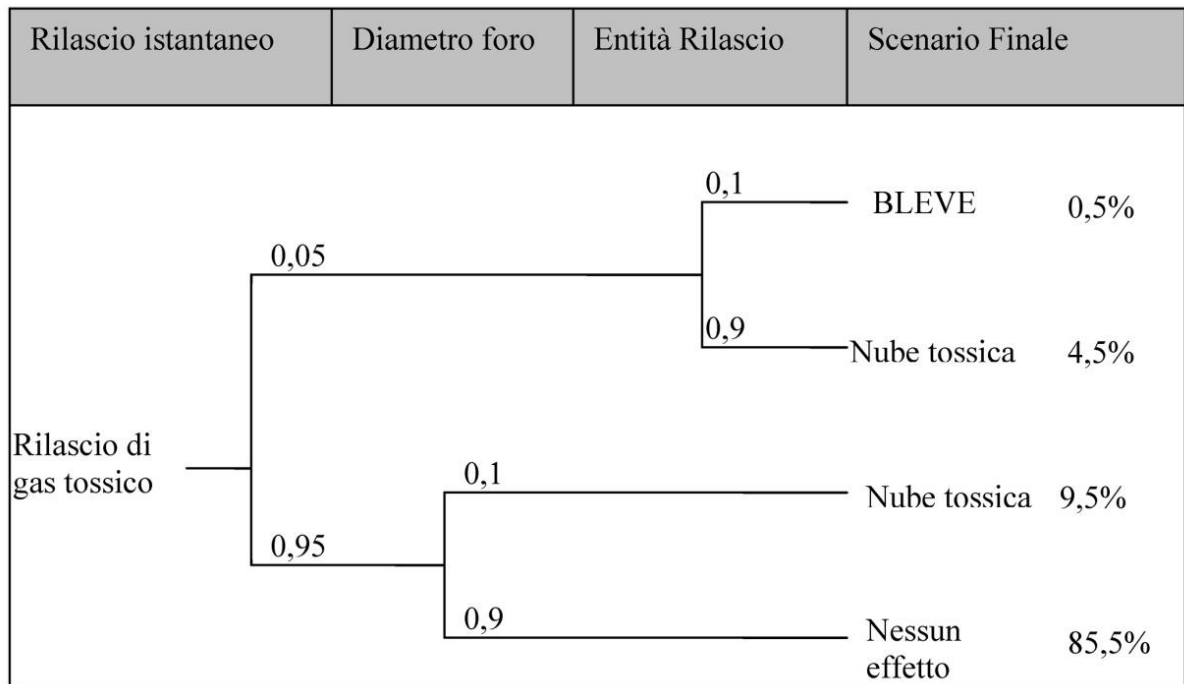 Rilascio istantaneo
Diametro foro
Entità Rilascio
Scenario Finale
0,1
BLEVE
0,5%
0,05
0,9
Nube tossica
4,5%
Rilascio di
gas tossico
0,1
Nube tossica
9,5%
0,95
0,9
Nessun
effetto
85,5%